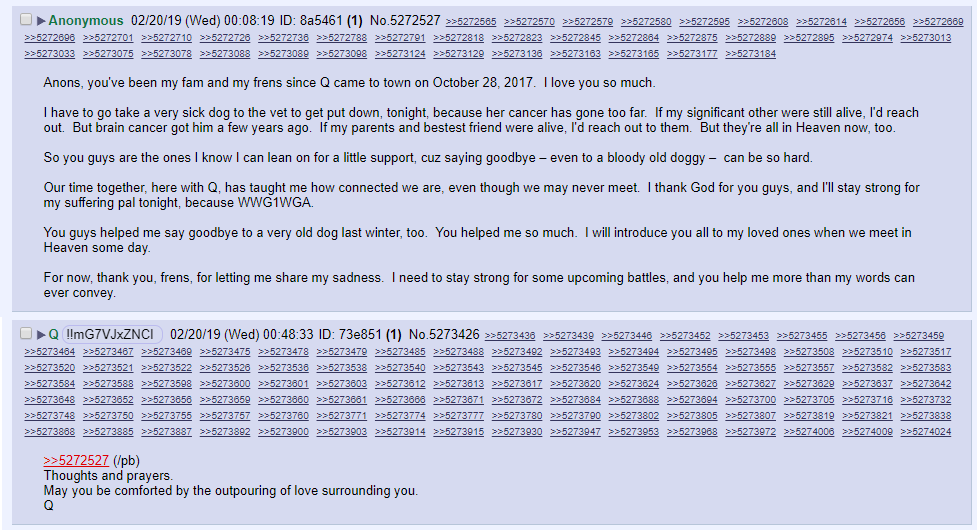 Anonymous 02/20/19 (Wed) 00:08:19 ID: 8a5461 (1) No.5272527 >>5272565 >>5272570 >>5272579 >>5272580 >>5272595 >>5272608 >>5272614 >>5272656 >>5272669
>>5272696 >>5272701 >>5272710 >>5272726 >>5272736 >>5272788 >>5272791 >>5272818 >>5272823 >>5272845 >>5272864 >>5272875 >>5272889 >>5272895 >>5272974 >>5273013
>>5273033 >>5273075 >>5273078 >>5273088 >>5273089 >>5273098 >>5273124 >>5273129 >>5273136 >>5273163 >>5273165 >>5273177 >>5273184
Anons, you've been my fam and my frens since Q came to town on October 28, 2017. I love you so much.
I have to go take a very sick dog to the vet to get put down, tonight, because her cancer has gone too far. If my significant other were still alive, I'd reach
out. But brain cancer got him a few years ago. If my parents and bestest friend were alive, I'd reach out to them. But they're all in Heaven now, too.
So you guys are the ones I know I can lean on for a little support, cuz saying goodbye – even to a bloody old doggy – can be so hard.
Our time together, here with Q, has taught me how connected we are, even though we may never meet. I thank God for you guys, and I'll stay strong for
my suffering pal tonight, because WWG1WGA.
You guys helped me say goodbye to a very old dog last winter, too. You helped me so much. I will introduce you all to my loved ones when we meet in
Heaven some day.
For now, thank you, frens, for letting me share my sadness. I need to stay strong for some upcoming battles, and you help me more than my words can
ever convey.
Q !!mG7VJxZNCI 02/20/19 (Wed) 00:48:33 ID: 73e851 (1) No.5273426 >>5273436 >>5273439 >>5273446 >>5273452 >>5273453 >>5273455 >>5273456 >>5273459
>>5273464 >>5273467 >>5273469 >>5273475 >>5273478 >>5273479 >>5273485 >>5273488 >>5273492 >>5273493 >>5273494 >>5273495 >>5273498 >>5273508 >>5273510 >>5273517
>>5273520 >>5273521 >>5273522 >>5273526 >>5273536 >>5273538 >>5273540 >>5273543 >>5273545 >>5273546 >>5273549 >>5273554 >>5273555 >>5273557 >>5273582 >>5273583
>>5273584 >>5273588 >>5273598 >>5273600 >>5273601 >>5273603 >>5273612 >>5273613 >>5273617 >>5273620 >>5273624 >>5273626 >>5273627 >>5273629 >>5273637 >>5273642
>>5273648 >>5273652 >>5273656 >>5273659 >>5273660 >>5273661 >>5273666 >>5273671 >>5273672 >>5273684 >>5273688 >>5273694 >>5273700 >>5273705 >>5273716 >>5273732
>>5273748 >>5273750 >>5273755 >>5273757 >>5273760 >>5273771 >>5273774 >>5273777 >>5273780 >>5273790 >>5273802 >>5273805 >>5273807 >>5273819 >>5273821 >>5273838
>>5273868 >>5273885 >>5273887 >>5273892 >>5273900 >>5273903 >>5273914 >>5273915 >>5273930 >>5273947 >>5273953 >>5273968 >>5273972 >>5274006 >>5274009 >>5274024
>>5272527 (/pb)
Thoughts and prayers.
May you be comforted by the outpouring of love surrounding you.
Q